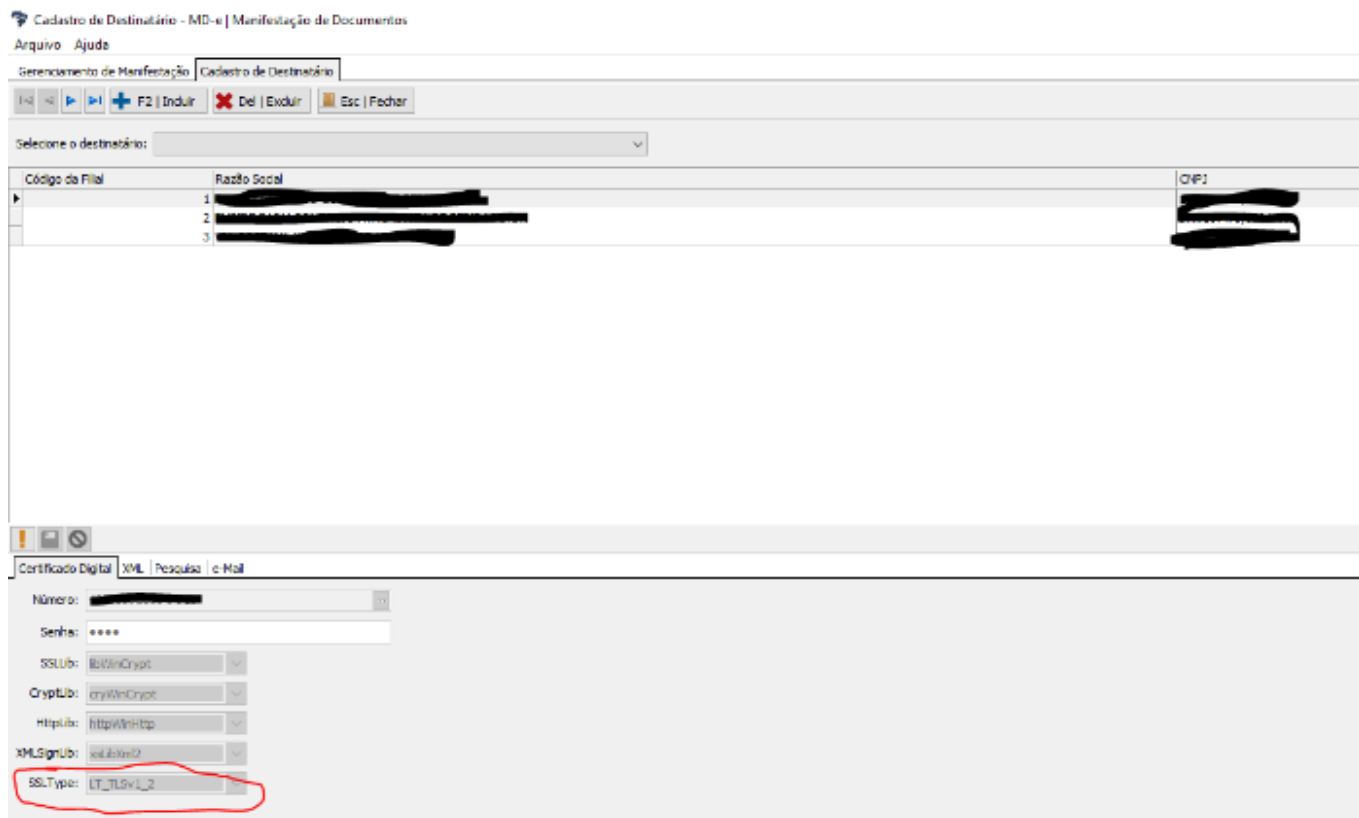 Cadastro de Destinatário - MD-e | Manifestação de Documentos
Arquivo Ajuda
Gerenciamento de Manifestação Cadastro de Destinatário
F2 | Incluir Del | Excluir Esc | Fechar
Selecione o destinatário:
Código da Filial Razão Social CNPJ
1
2
3
Certificado Digital XML Pesquisa e-Mail
Número:
Senha: ••••
SSLLib: libWinCrypt
CryptLib: cryWinCrypt
HttpLib: httpWinHttp
XMLSignLib: xsLibXml2
SSLType: LT_TLSv1_2